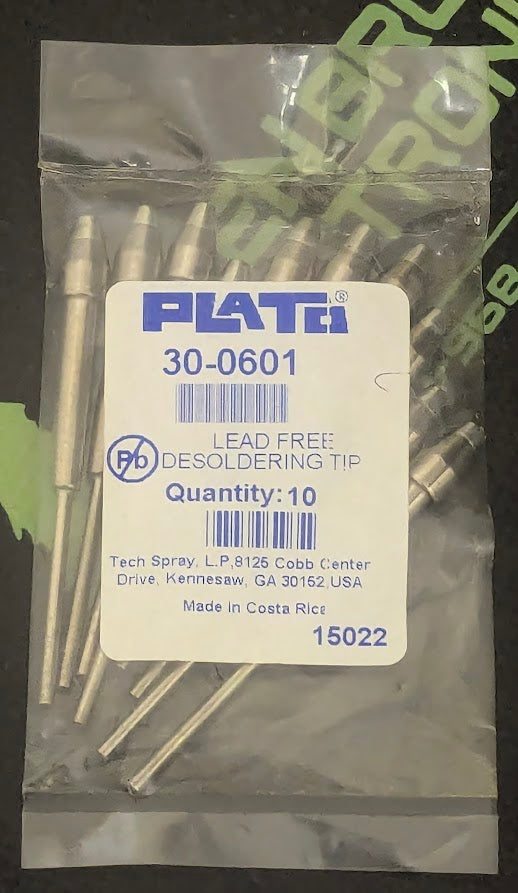 PLATO®
30-0601
LEAD FREE
Pb DESOLDERING TIP
Quantity: 10
Tech Spray, L.P,8125 Cobb Center
Drive, Kennesaw, GA 30152,USA
Made in Costa Rica
15022